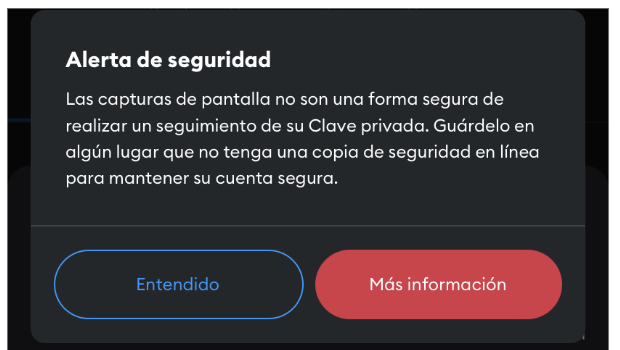 Alerta de seguridad
Las capturas de pantalla no son una forma segura de
realizar un seguimiento de su Clave privada. Guárdelo en
algún lugar que no tenga una copia de seguridad en línea
para mantener su cuenta segura.
Entendido
Más información